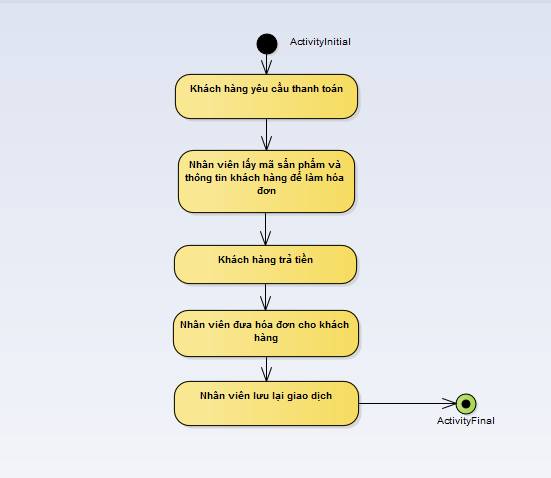 ActivityInitial
Khách hàng yêu cầu thanh toán
Nhân viên lấy mã sản phẩm và
thông tin khách hàng để làm hóa
đơn
Khách hàng trả tiền
Nhân viên đưa hóa đơn cho khách
hàng
Nhân viên lưu lại giao dịch
ActivityFinal